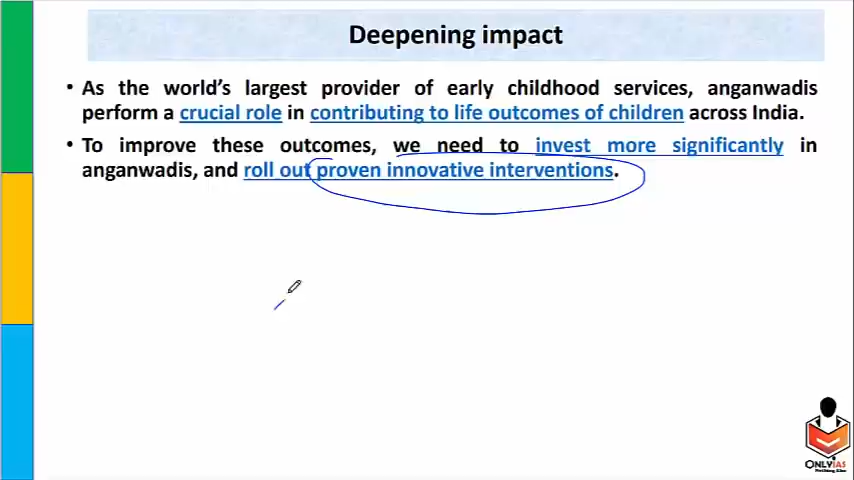 Deepening impact
• As the world's largest provider of early childhood services, anganwadis
perform a crucial role in contributing to life outcomes of children across India.
• To improve these outcomes, we need to invest more significantly in
anganwadis, and roll out proven innovative interventions.
ONLYIAS
Nothing Else